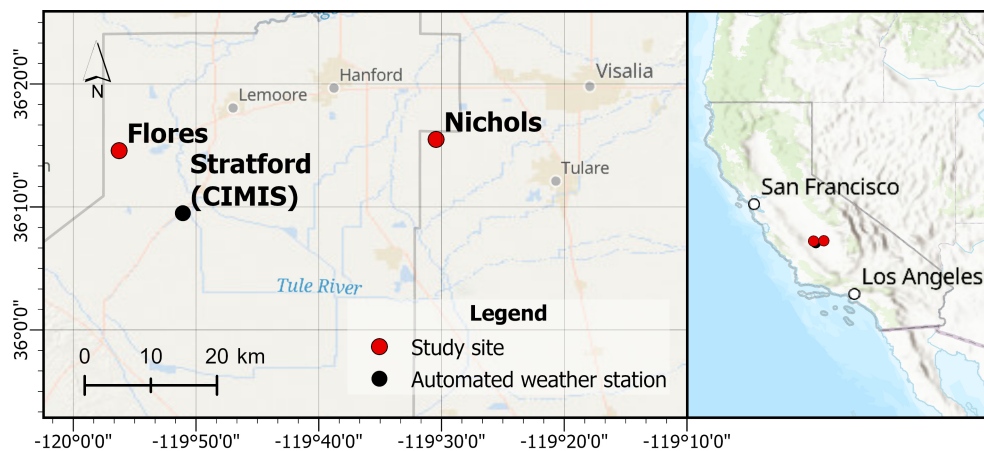 Hanford
Visalia
Lemoore
N
Flores
Nichols
Stratford
(CIMIS)
Tulare
Tule River
Legend
Study site
Automated weather station
0 10 20 km
36°20'0"
36°10'0"
36°0'0"
-120°0'0" -119°50'0" -119°40'0" -119°30'0" -119°20'0" -119°10'0"
San Francisco
Los Angeles